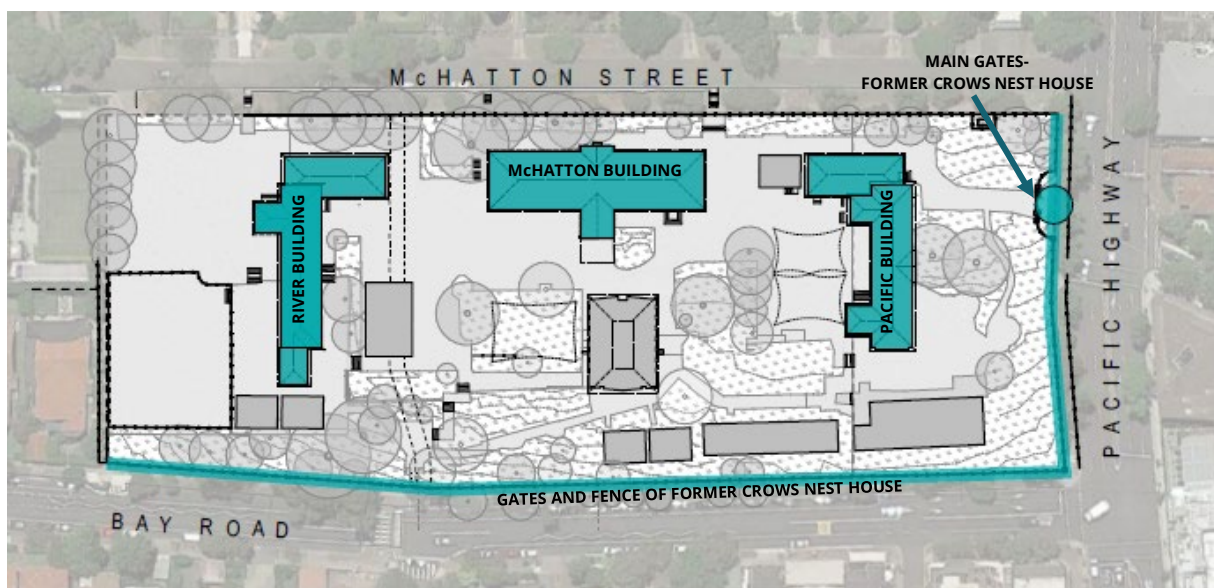 McHATTON STREET
MAIN GATES-
FORMER CROWS NEST HOUSE
McHATTON BUILDING
RIVER BUILDING
PACIFIC BUILDING
PACIFIC HIGHWAY
GATES AND FENCE OF FORMER CROWS NEST HOUSE
BAY ROAD